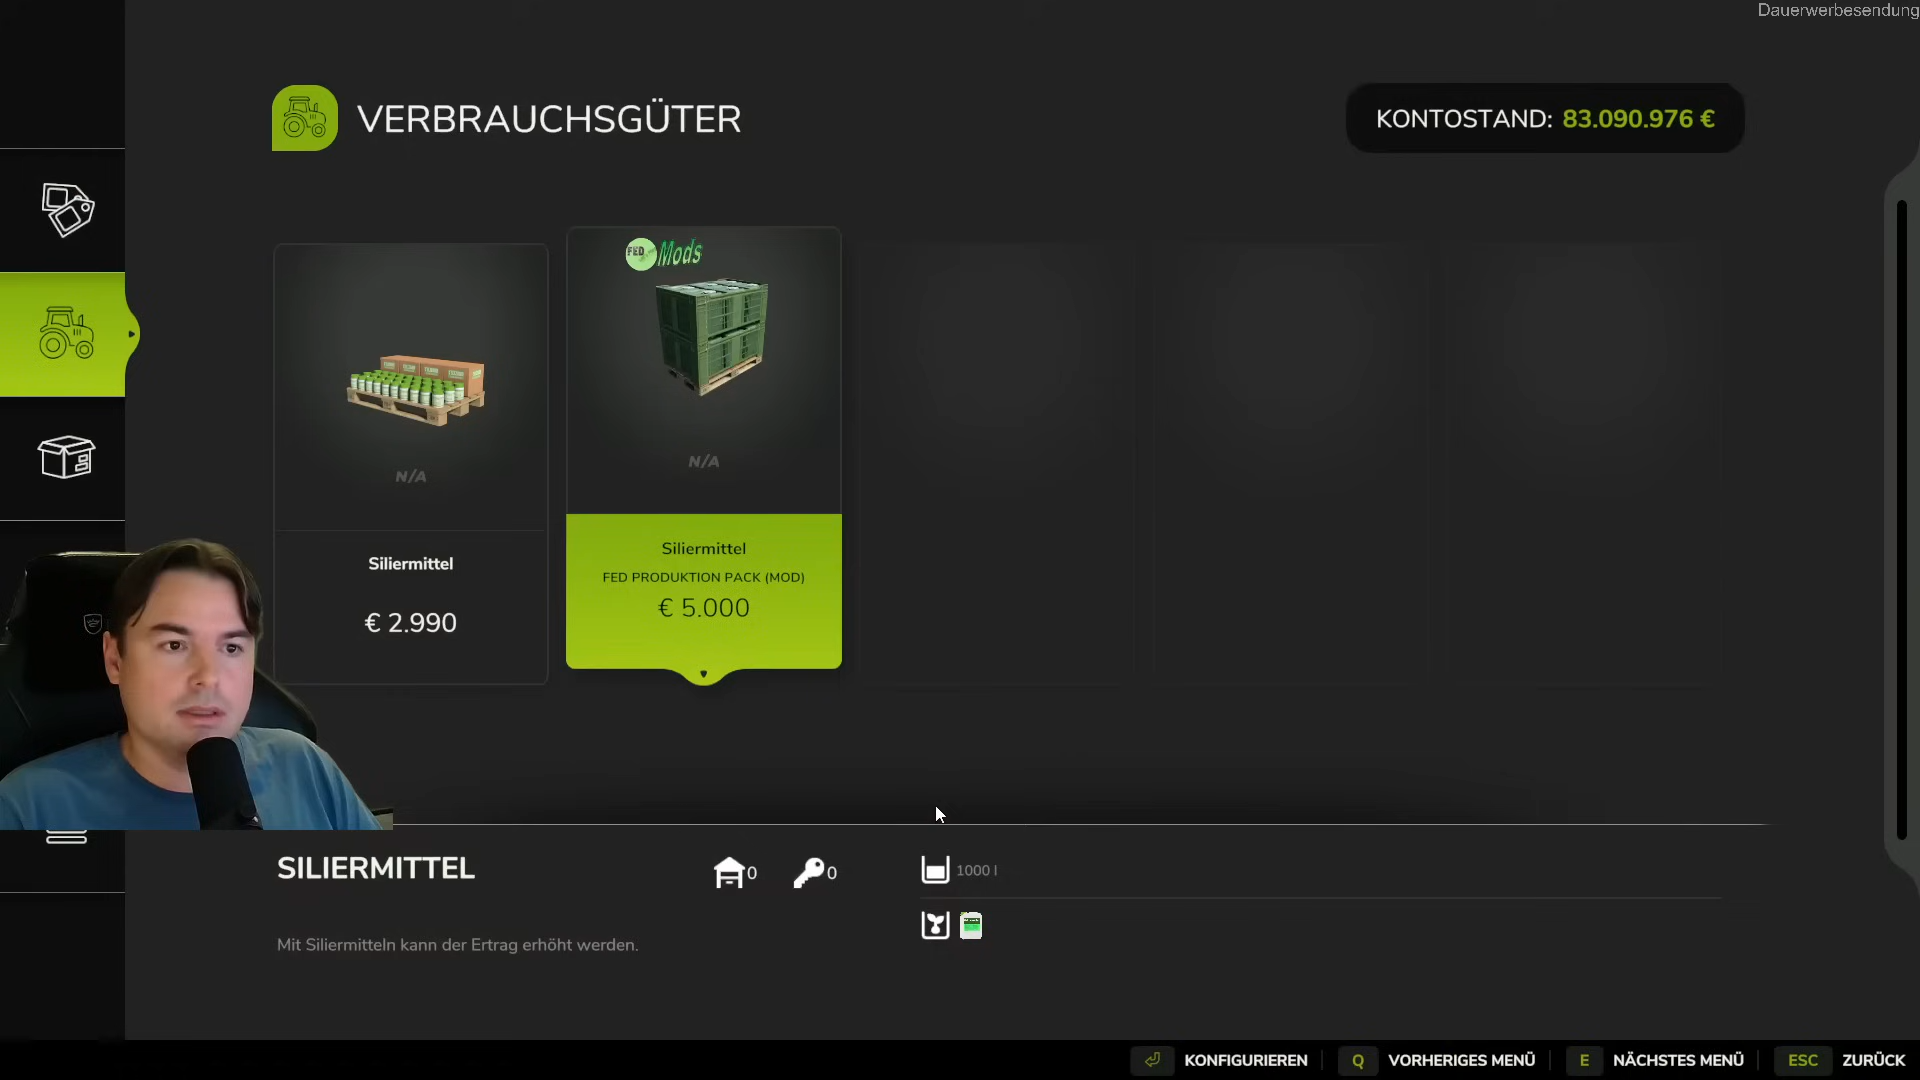 Dauerwerbesendung
VERBRAUCHSGÜTER
KONTOSTAND: 83.090.976 €
FED Mods
N/A
N/A
Siliermittel
€ 2.990
Siliermittel
FED PRODUKTION PACK (MOD)
€ 5.000
SILIERMITTEL
0
0
1000 l
Mit Siliermitteln kann der Ertrag erhöht werden.
KONFIGURIEREN
Q VORHERIGES MENÜ
E NÄCHSTES MENÜ
ESC ZURÜCK